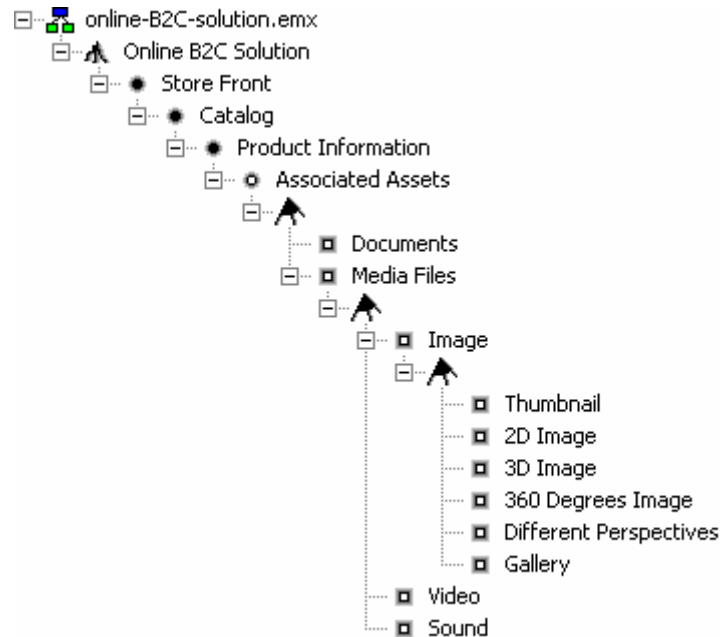 online-B2C-solution.emx
Online B2C Solution
Store Front
Catalog
Product Information
Associated Assets
Documents
Media Files
Image
Thumbnail
2D Image
3D Image
360 Degrees Image
Different Perspectives
Gallery
Video
Sound